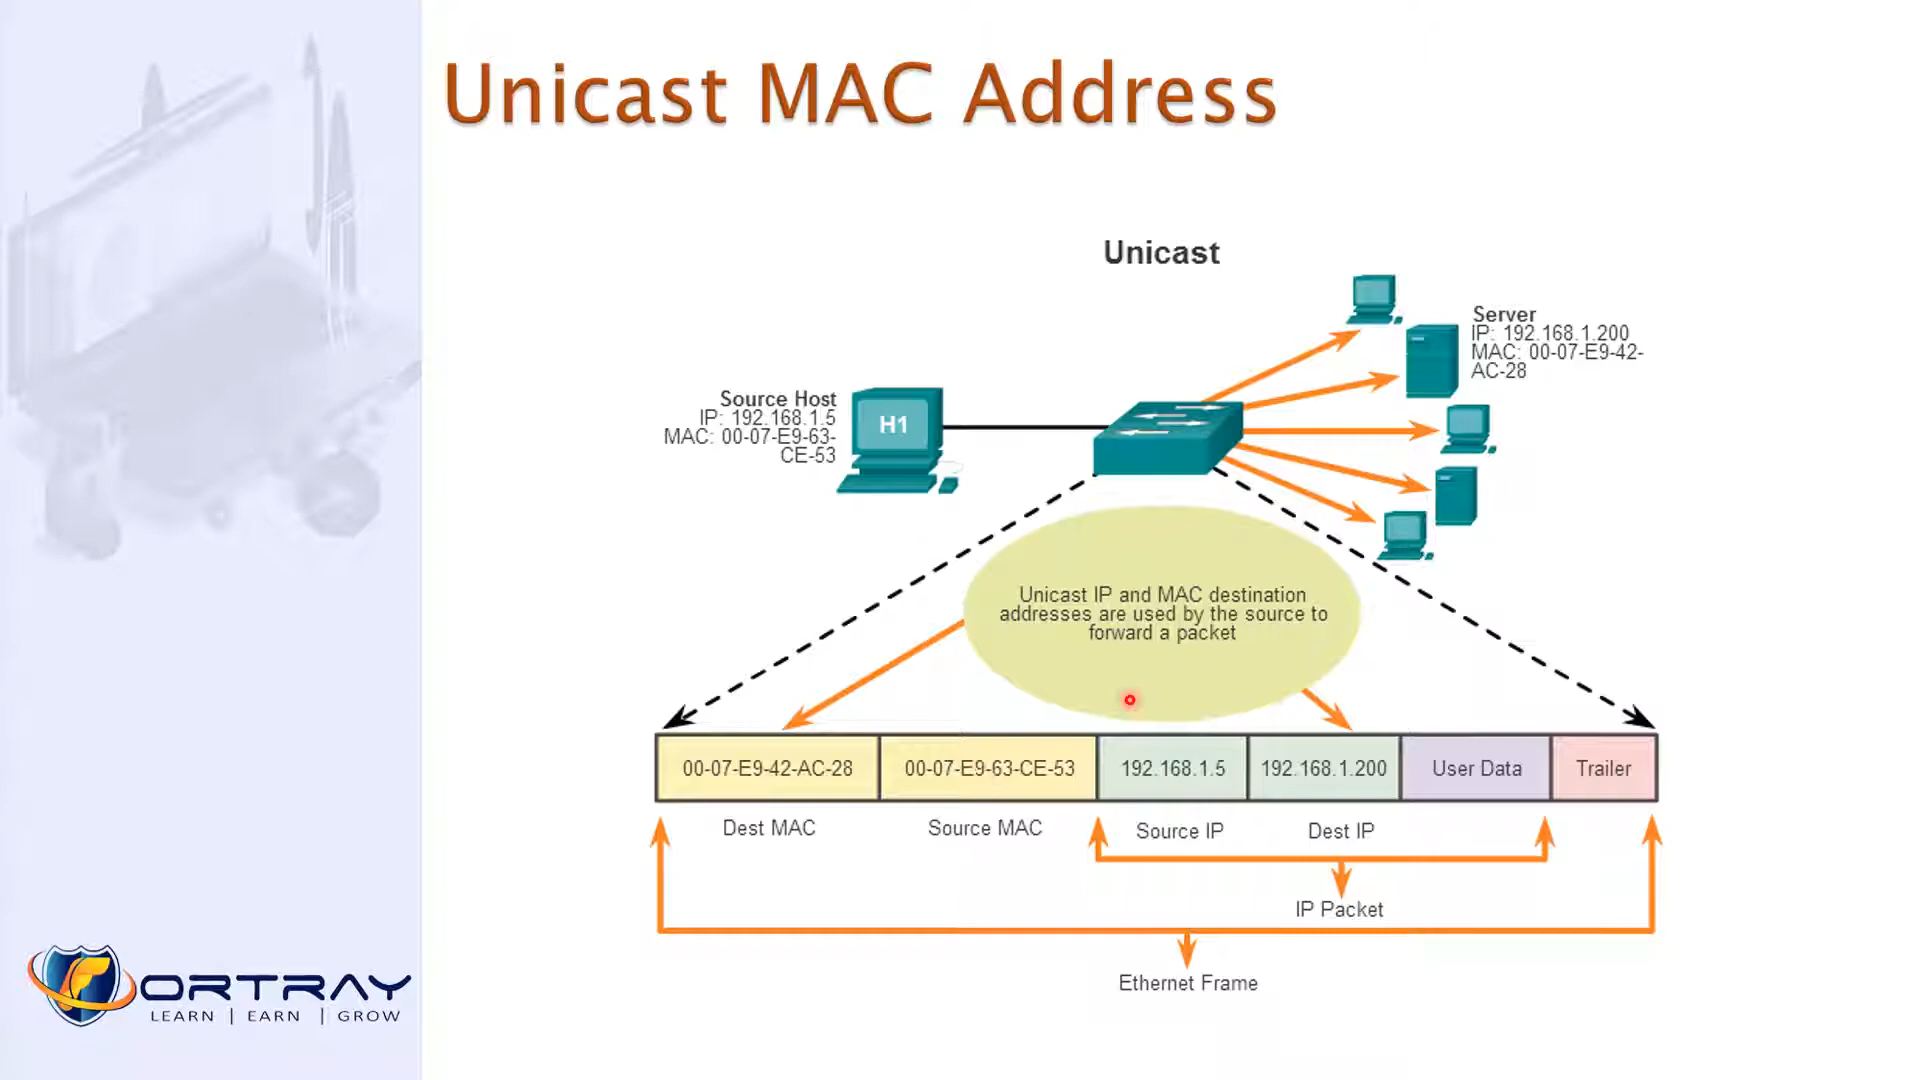 Unicast MAC Address
Unicast
Server
IP: 192.168.1.200
MAC: 00-07-E9-42-
AC-28
Source Host
IP: 192.168.1.5
MAC: 00-07-E9-63-
CE-53
H1
Unicast IP and MAC destination
addresses are used by the source to
forward a packet
00-07-E9-42-AC-28
00-07-E9-63-CE-53
192.168.1.5
192.168.1.200
User Data
Trailer
Dest MAC
Source MAC
Source IP
Dest IP
IP Packet
Ethernet Frame
FORTRAY
LEARN | EARN | GROW